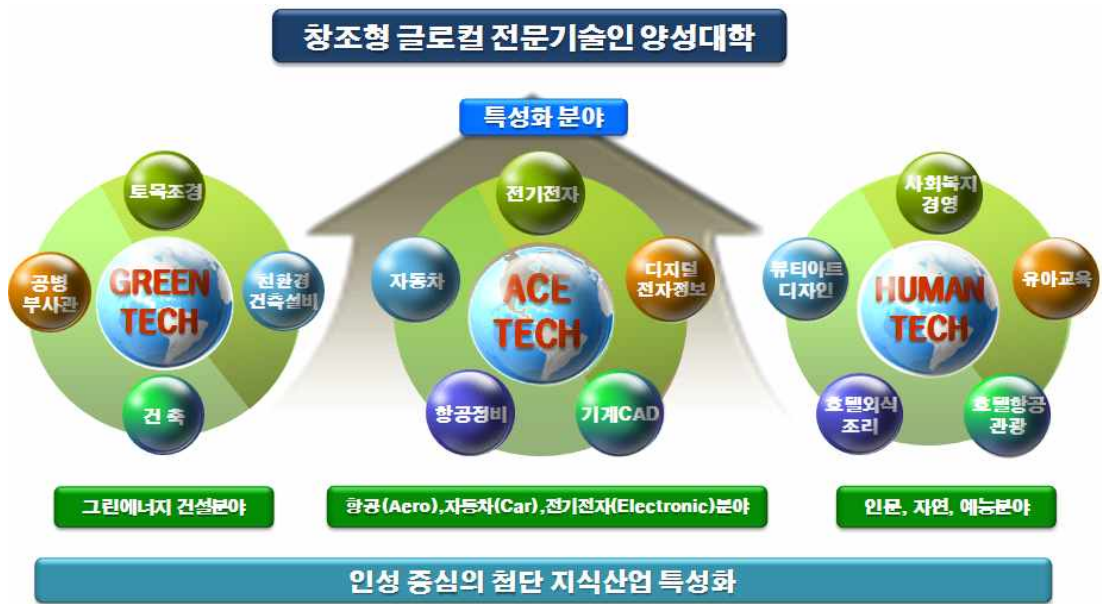 창조형 글로컬 전문기술인 양성대학
특성화 분야
토목조경
공병
부사관
GREEN
TECH
친환경
건축설비
건 축
전기전자
자동차
ACE
TECH
디지털
전자정보
항공정비
기계CAD
사회복지
경영
뷰티아트
디자인
HUMAN
TECH
유아교육
호텔외식
조리
호텔항공
관광
그린에너지 건설분야
항공(Aero),자동차(Car),전기전자(Electronic)분야
인문, 자연, 예능분야
인성 중심의 첨단 지식산업 특성화